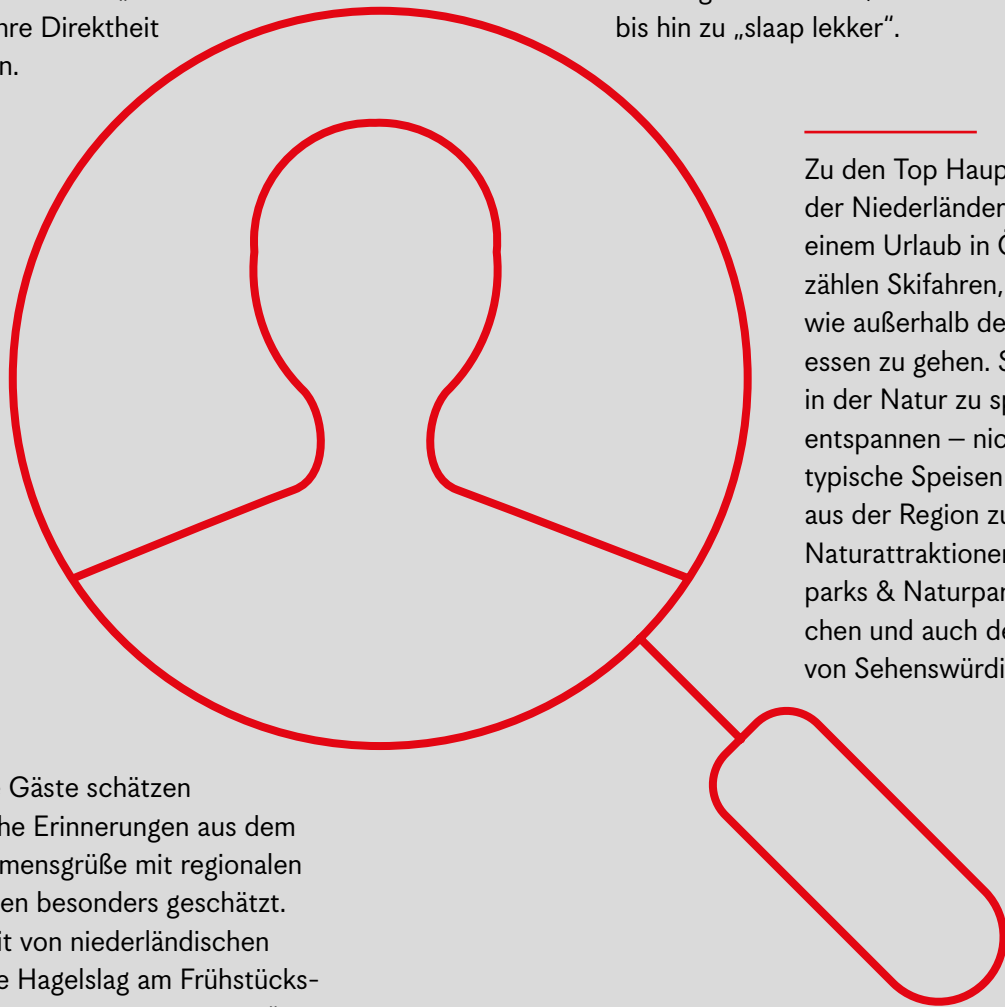 hre Direktheit
n.
bis hin zu „slaap lekker“.
Zu den Top Haup
der Niederländer
einem Urlaub in
zählen Skifahren,
wie außerhalb de
essen zu gehen. S
in der Natur zu sp
entspannen – nic
typische Speisen
aus der Region zu
Naturattraktionen
parks & Naturpar
chen und auch de
von Sehenswürdi
Gäste schätzen
he Erinnerungen aus dem
mensgrüße mit regionalen
en besonders geschätzt.
it von niederländischen
e Hagelslag am Frühstücks-